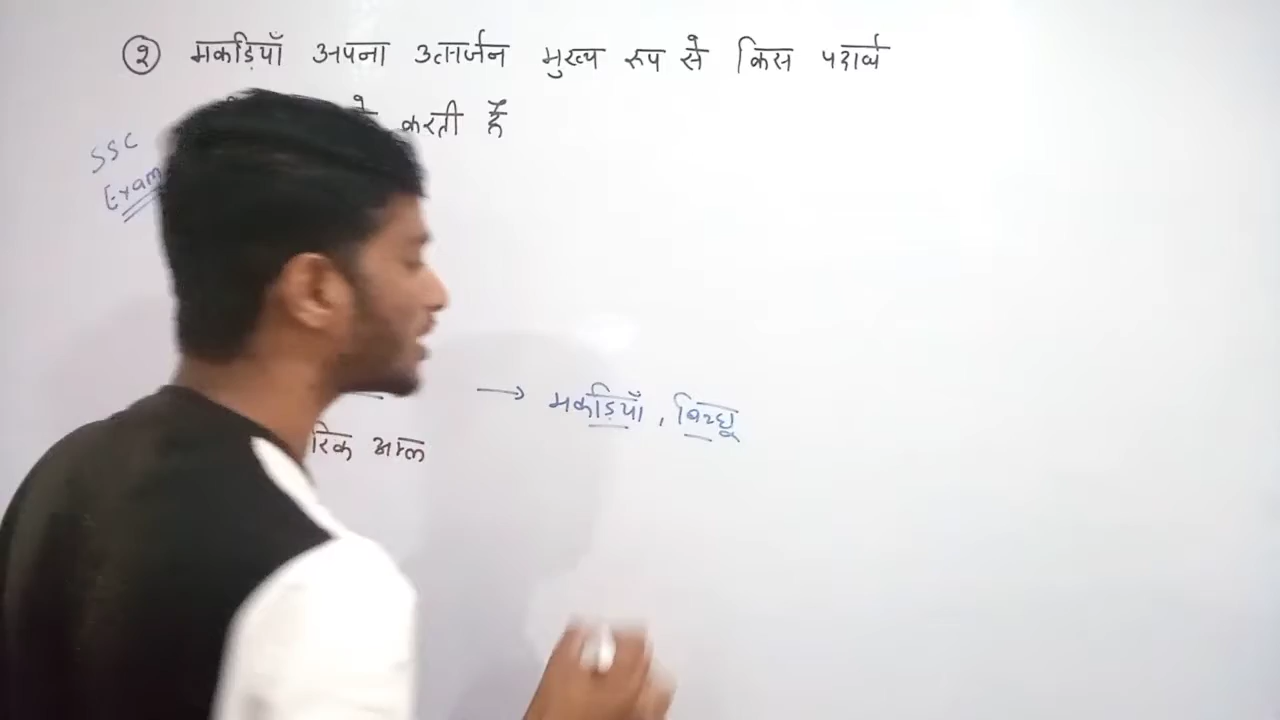 २ मकड़ियाँ अपना उत्सर्जन मुख्य रूप से किस पदार्थ
करती हैं
SSC
Exam
→ मकड़ियाँ, बिच्छू
रिक अम्ल